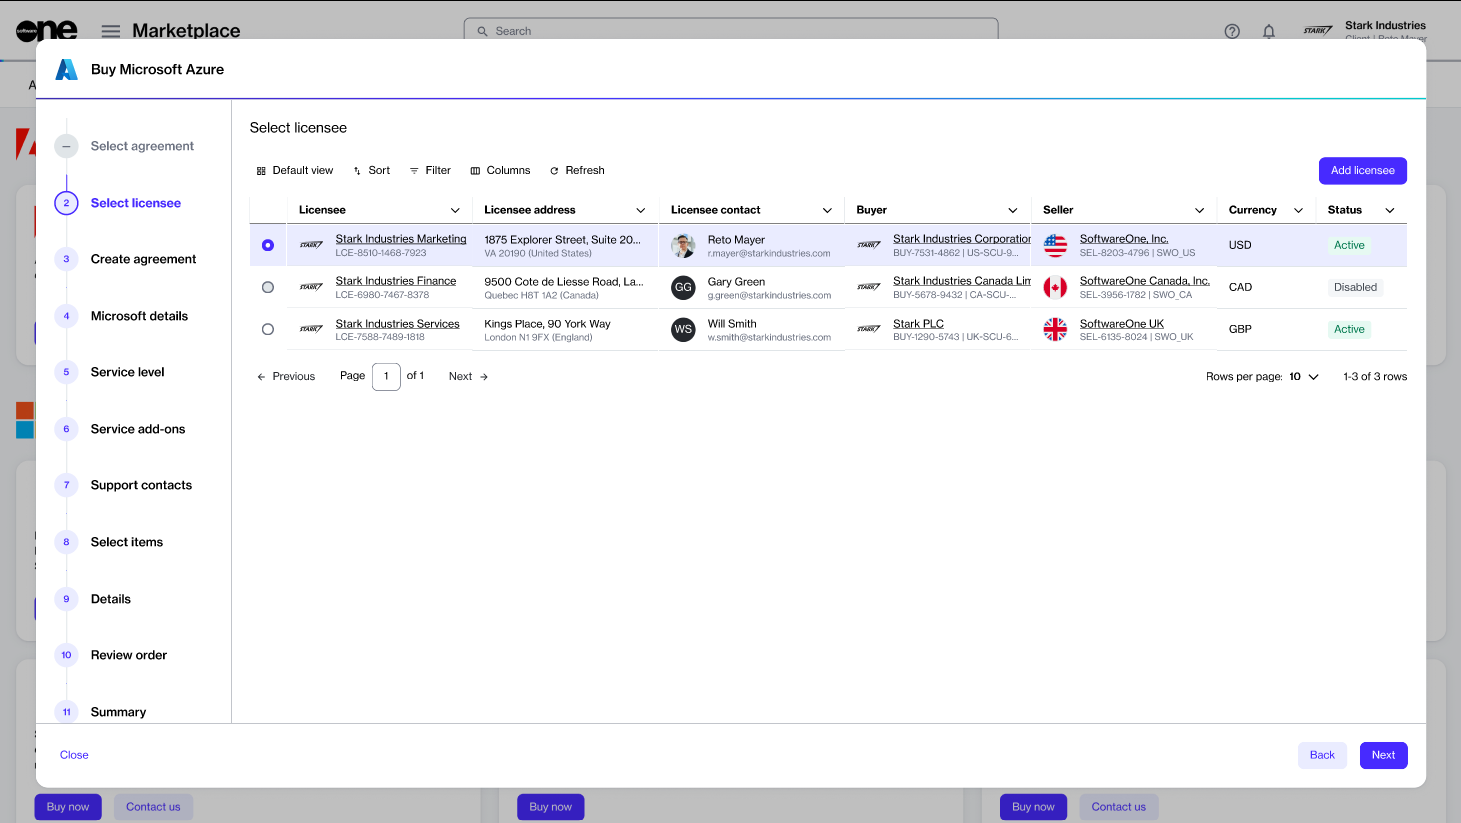 software
one
Marketplace
Search
STARK
Stark Industries
Buy Microsoft Azure
Select agreement
2
Select licensee
3
Create agreement
4
Microsoft details
5
Service level
6
Service add-ons
7
Support contacts
8
Select items
9
Details
10
Review order
11
Summary
Select licensee
Default view
Sort
Filter
Columns
Refresh
Add licensee
Licensee
Licensee address
Licensee contact
Buyer
Seller
Currency
Status
STARK
Stark Industries Marketing
LCE-8510-1468-7923
1875 Explorer Street, Suite 20...
VA 20190 (United States)
Reto Mayer
r.mayer@starkindustries.com
STARK
Stark Industries Corporation
BUY-7531-4862 | US-SCU-9...
SoftwareOne, Inc.
SEL-8203-4796 | SWO_US
USD
Active
STARK
Stark Industries Finance
LCE-6980-7467-8378
9500 Cote de Liesse Road, La...
Quebec H8T 1A2 (Canada)
GG
Gary Green
g.green@starkindustries.com
STARK
Stark Industries Canada Lim
BUY-5678-9432 | CA-SCU-...
SoftwareOne Canada, Inc.
SEL-3956-1782 | SWO_CA
CAD
Disabled
STARK
Stark Industries Services
LCE-7588-7489-1818
Kings Place, 90 York Way
London N1 9FX (England)
WS
Will Smith
w.smith@starkindustries.com
STARK
Stark PLC
BUY-1290-5743 | UK-SCU-6...
SoftwareOne UK
SEL-6135-8024 | SWO_UK
GBP
Active
Previous
Page
1
of 1
Next
Rows per page: 10
1-3 of 3 rows
Close
Back
Next
Buy now
Contact us
Buy now
Buy now
Contact us